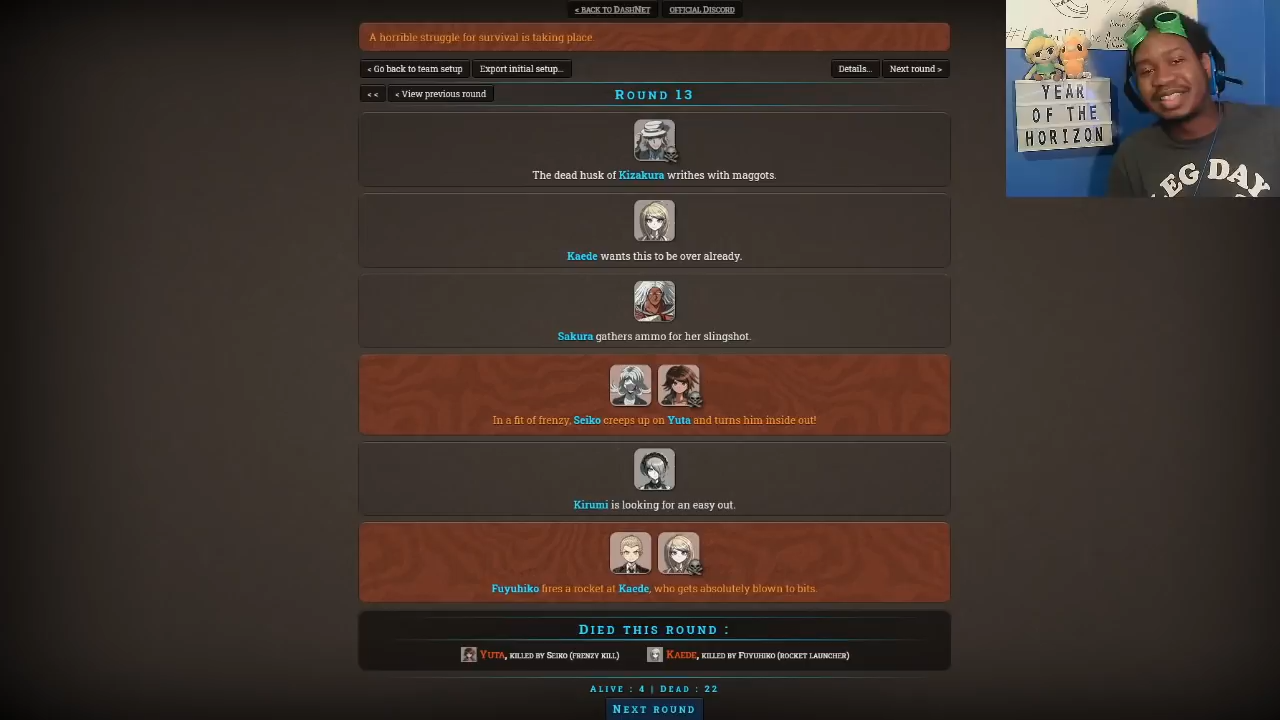 < Back to DashNet
Official Discord
A horrible struggle for survival is taking place.
< Go back to team setup
Export initial setup...
Details...
Next round >
< <
< View previous round
Round 13
The dead husk of Kizakura writhes with maggots.
Kaede wants this to be over already.
Sakura gathers ammo for her slingshot.
In a fit of frenzy, Seiko creeps up on Yuta and turns him inside out!
Kirumi is looking for an easy out.
Fuyuhiko fires a rocket at Kaede, who gets absolutely blown to bits.
Died this round :
Yuta, killed by Seiko (frenzy kill)
Kaede, killed by Fuyuhiko (rocket launcher)
Alive : 4 | Dead : 22
Next round
YEAR
OF THE
HORIZON